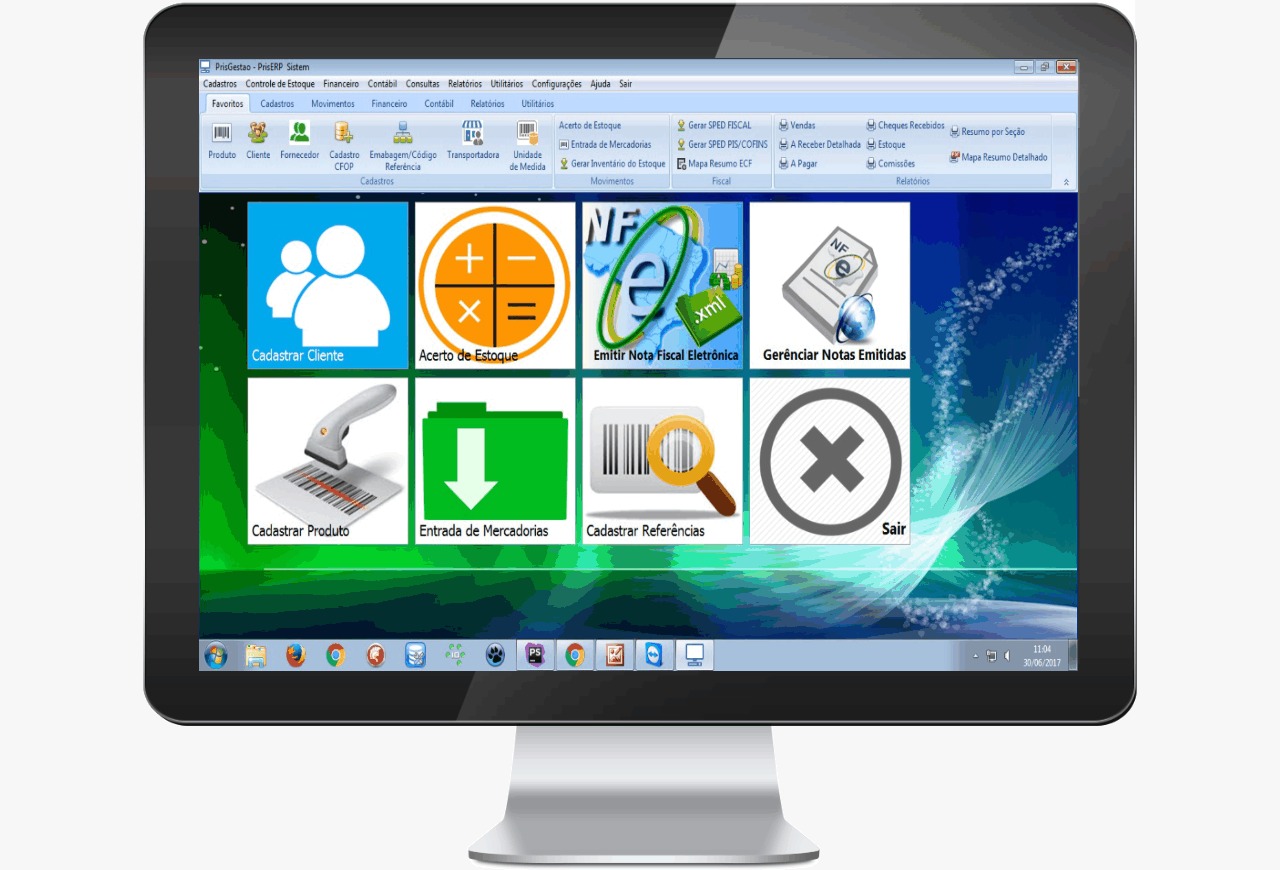 PrisGestao - PrisERP Sistem
Cadastros Controle de Estoque Financeiro Contábil Consultas Relatórios Utilitários Configurações Ajuda Sair
Favoritos Cadastros Movimentos Financeiro Contábil Relatórios Utilitários
Produto
Cliente
Fornecedor
Cadastro
CFOP
Emabagem/Código
Referência
Transportadora
Unidade
de Medida
Cadastros
Acerto de Estoque
Entrada de Mercadorias
Gerar Inventário do Estoque
Movimentos
Gerar SPED FISCAL
Gerar SPED PIS/COFINS
Mapa Resumo ECF
Fiscal
Vendas
A Receber Detalhada
A Pagar
Cheques Recebidos
Estoque
Comissões
Resumo por Seção
Mapa Resumo Detalhado
Relatórios
Cadastrar Cliente
Acerto de Estoque
NF
e
.xml
Emitir Nota Fiscal Eletrônica
NF
e
Gerênciar Notas Emitidas
Cadastrar Produto
Entrada de Mercadorias
Cadastrar Referências
Sair
PS
11:04
30/06/2017